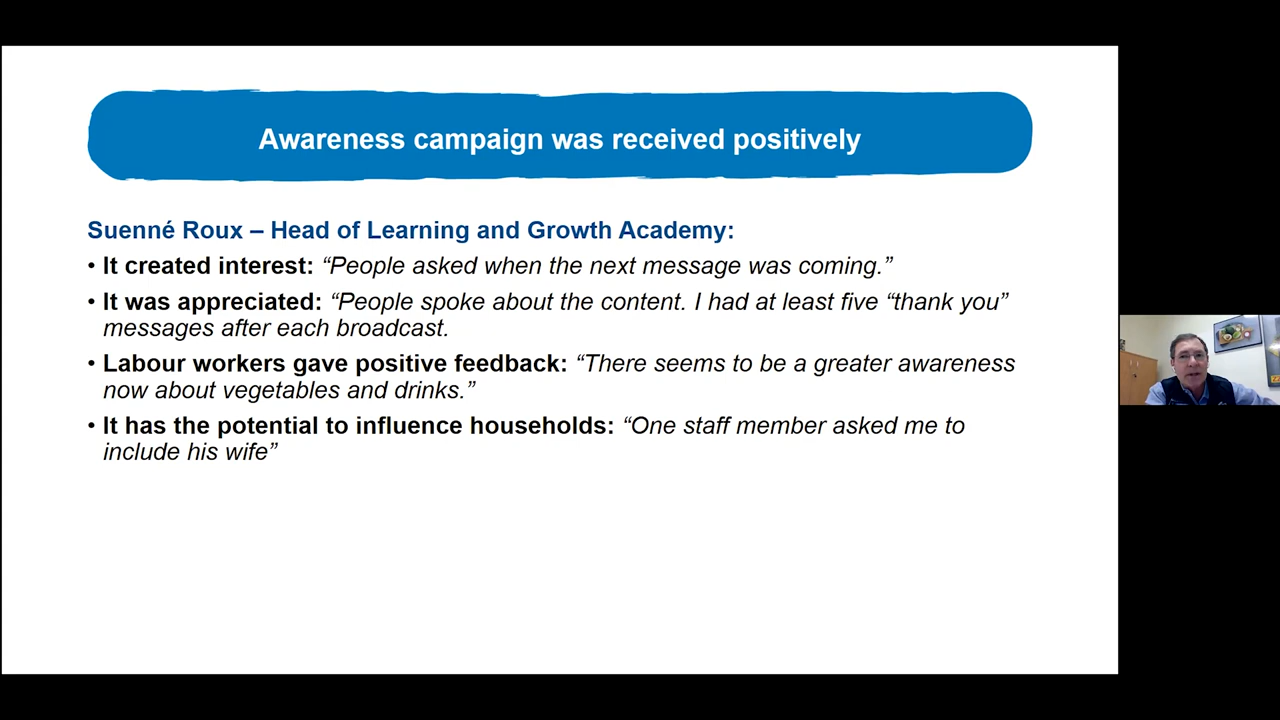 Awareness campaign was received positively
Suenné Roux – Head of Learning and Growth Academy:
• It created interest: “People asked when the next message was coming.”
• It was appreciated: “People spoke about the content. I had at least five “thank you”
messages after each broadcast.
• Labour workers gave positive feedback: “There seems to be a greater awareness
now about vegetables and drinks.”
• It has the potential to influence households: “One staff member asked me to
include his wife”